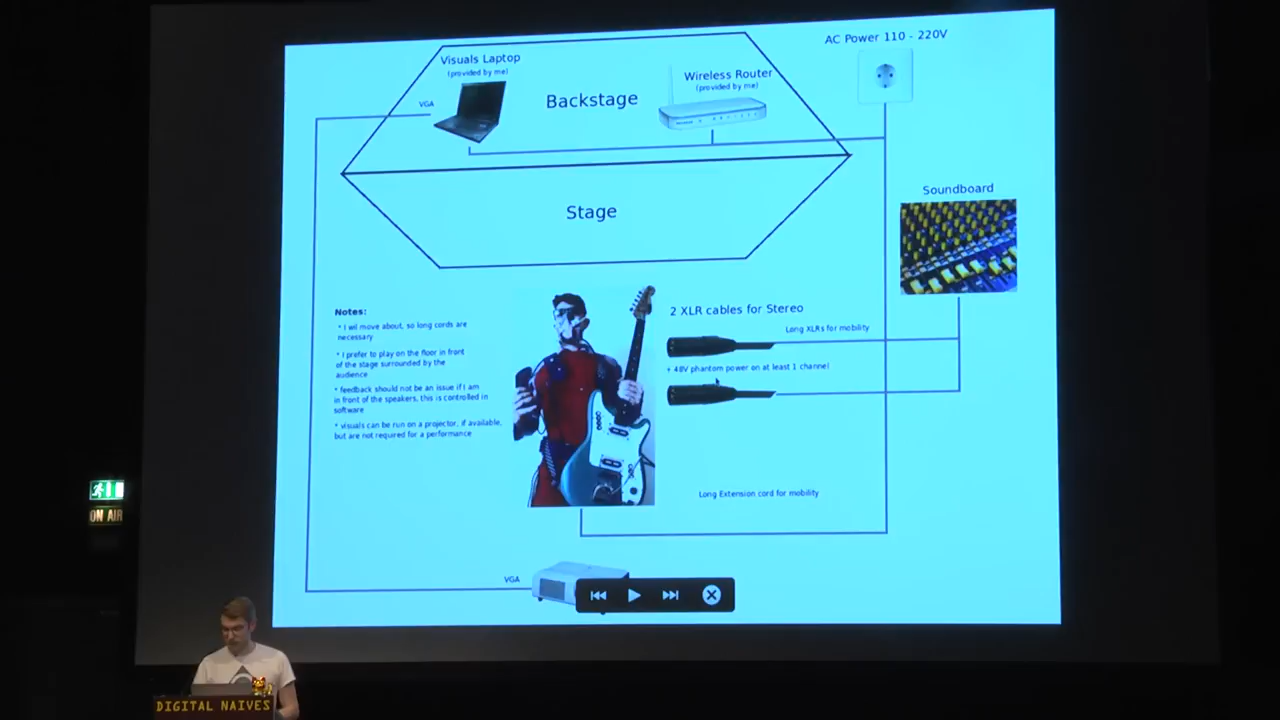 AC Power 110 - 220V
Visuals Laptop
(provided by me)
Wireless Router
(provided by me)
VGA
Backstage
Stage
Soundboard
Notes:
* I wil move about, so long cords are
necessary
* I prefer to play on the floor in front
of the stage surrounded by the
audience
* feedback should not be an issue if I am
in front of the speakers, this is controlled in
software
* visuals can be run on a projector, if available,
but are not required for a performance
2 XLR cables for Stereo
Long XLRs for mobility
+ 48V phantom power on at least 1 channel
Long Extension cord for mobility
VGA
ON AIR
DIGITAL NAIVES